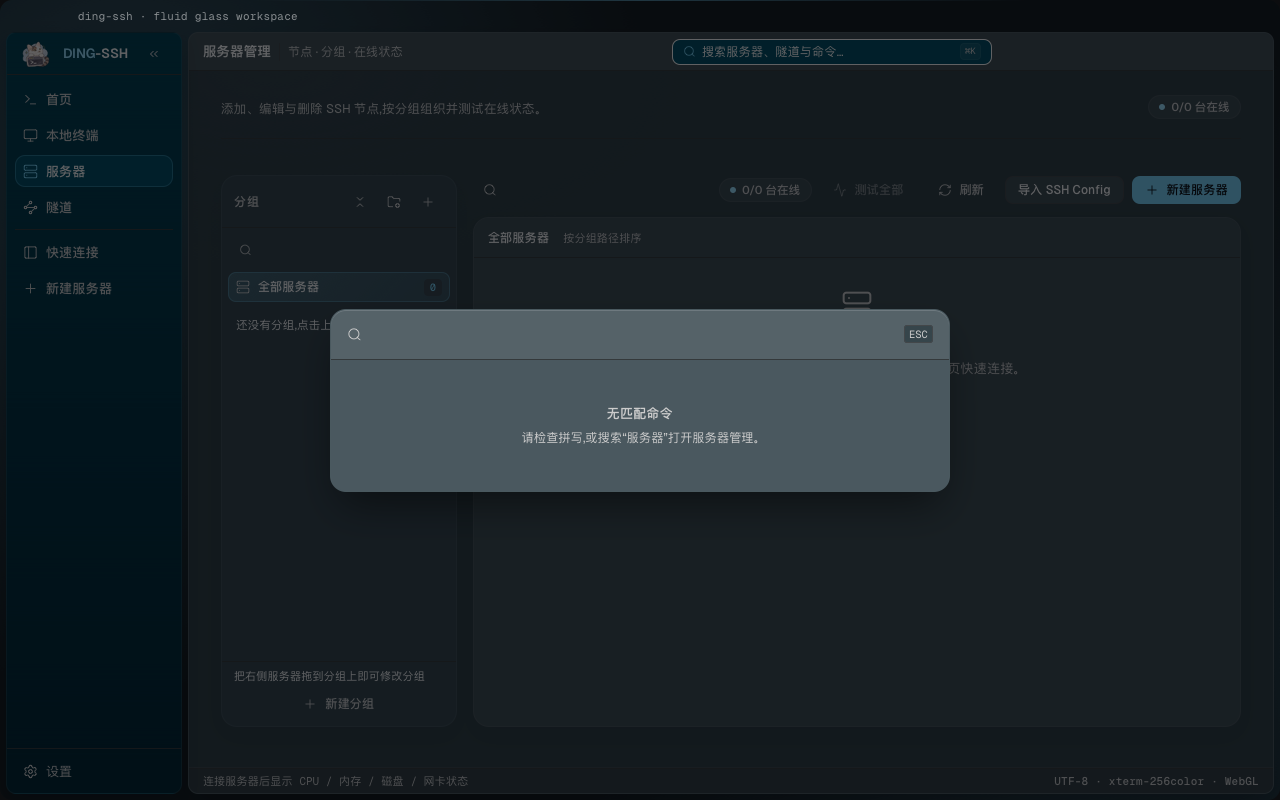 ding-ssh · fluid glass workspace
DING-SSH
首页
本地终端
服务器
隧道
快速连接
新建服务器
设置
服务器管理 节点 · 分组 · 在线状态
搜索服务器、隧道与命令… ⌘K
添加、编辑与删除 SSH 节点,按分组组织并测试在线状态。
0/0 台在线
分组
全部服务器 0
还没有分组,点击上
把右侧服务器拖到分组上即可修改分组
新建分组
0/0 台在线 测试全部 刷新 导入 SSH Config 新建服务器
全部服务器 按分组路径排序
页快速连接。
ESC
无匹配命令
请检查拼写,或搜索“服务器”打开服务器管理。
连接服务器后显示 CPU / 内存 / 磁盘 / 网卡状态
UTF-8 · xterm-256color · WebGL